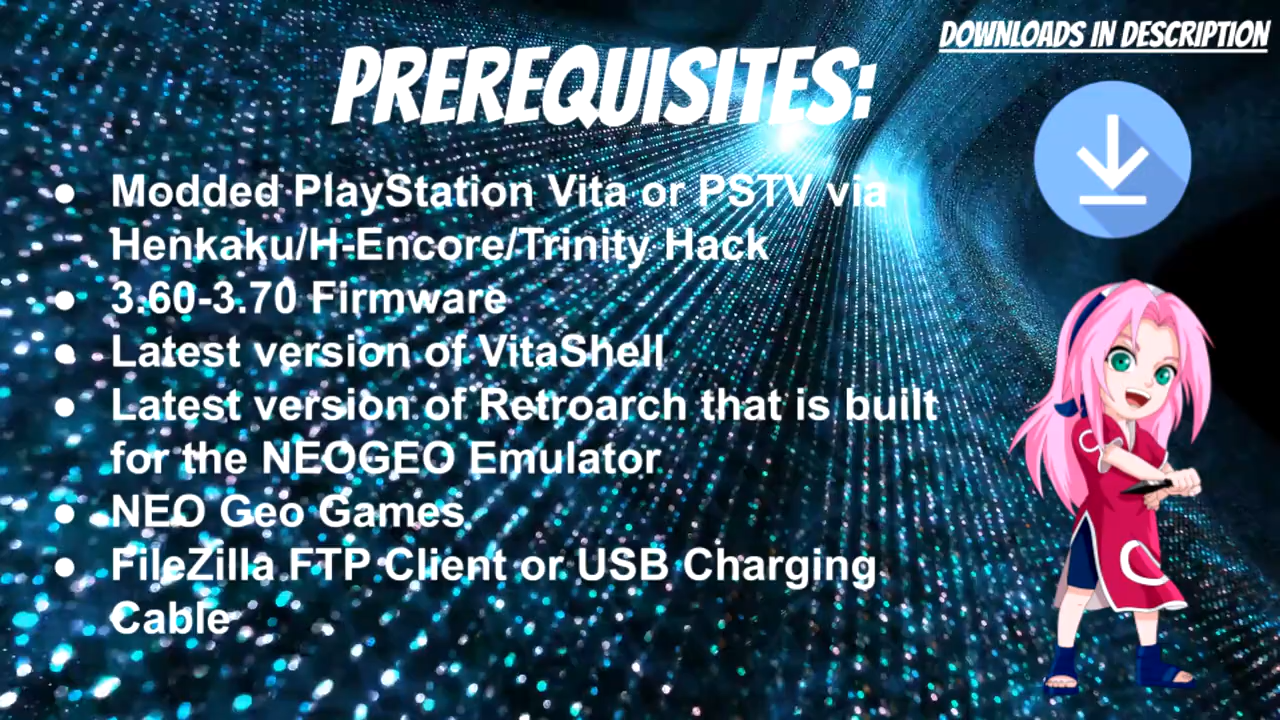 DOWNLOADS IN DESCRIPTION
PREREQUISITES:
● Modded PlayStation Vita or PSTV via
Henkaku/H-Encore/Trinity Hack
● 3.60-3.70 Firmware
● Latest version of VitaShell
● Latest version of Retroarch that is built
for the NEOGEO Emulator
● NEO Geo Games
● FileZilla FTP Client or USB Charging
Cable